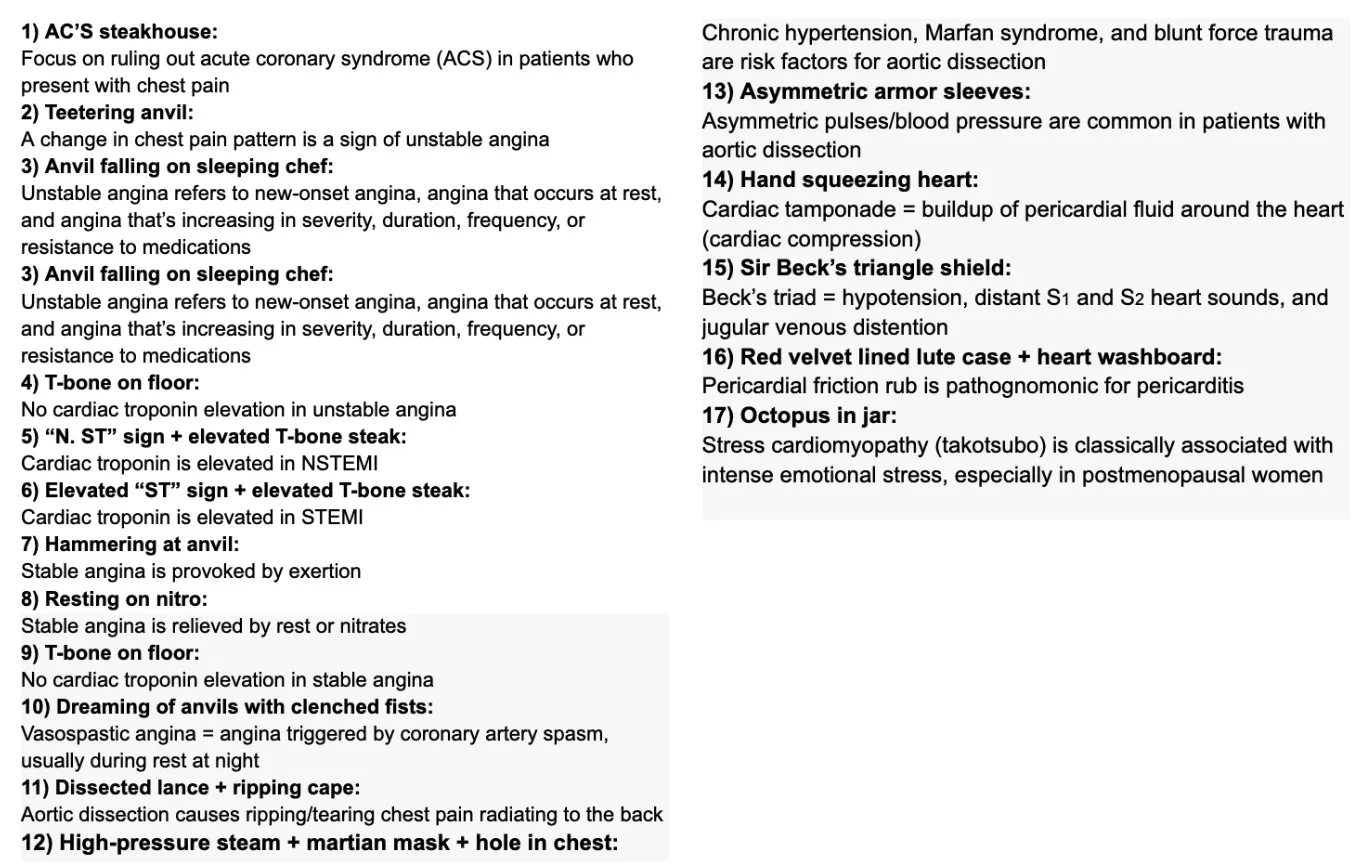 1) AC’S steakhouse:
Focus on ruling out acute coronary syndrome (ACS) in patients who
present with chest pain
2) Teetering anvil:
A change in chest pain pattern is a sign of unstable angina
3) Anvil falling on sleeping chef:
Unstable angina refers to new-onset angina, angina that occurs at rest,
and angina that’s increasing in severity, duration, frequency, or
resistance to medications
3) Anvil falling on sleeping chef:
Unstable angina refers to new-onset angina, angina that occurs at rest,
and angina that’s increasing in severity, duration, frequency, or
resistance to medications
4) T-bone on floor:
No cardiac troponin elevation in unstable angina
5) “N. ST” sign + elevated T-bone steak:
Cardiac troponin is elevated in NSTEMI
6) Elevated “ST” sign + elevated T-bone steak:
Cardiac troponin is elevated in STEMI
7) Hammering at anvil:
Stable angina is provoked by exertion
8) Resting on nitro:
Stable angina is relieved by rest or nitrates
9) T-bone on floor:
No cardiac troponin elevation in stable angina
10) Dreaming of anvils with clenched fists:
Vasospastic angina = angina triggered by coronary artery spasm,
usually during rest at night
11) Dissected lance + ripping cape:
Aortic dissection causes ripping/tearing chest pain radiating to the back
12) High-pressure steam + martian mask + hole in chest:
Chronic hypertension, Marfan syndrome, and blunt force trauma
are risk factors for aortic dissection
13) Asymmetric armor sleeves:
Asymmetric pulses/blood pressure are common in patients with
aortic dissection
14) Hand squeezing heart:
Cardiac tamponade = buildup of pericardial fluid around the heart
(cardiac compression)
15) Sir Beck’s triangle shield:
Beck’s triad = hypotension, distant S1 and S2 heart sounds, and
jugular venous distention
16) Red velvet lined lute case + heart washboard:
Pericardial friction rub is pathognomonic for pericarditis
17) Octopus in jar:
Stress cardiomyopathy (takotsubo) is classically associated with
intense emotional stress, especially in postmenopausal women